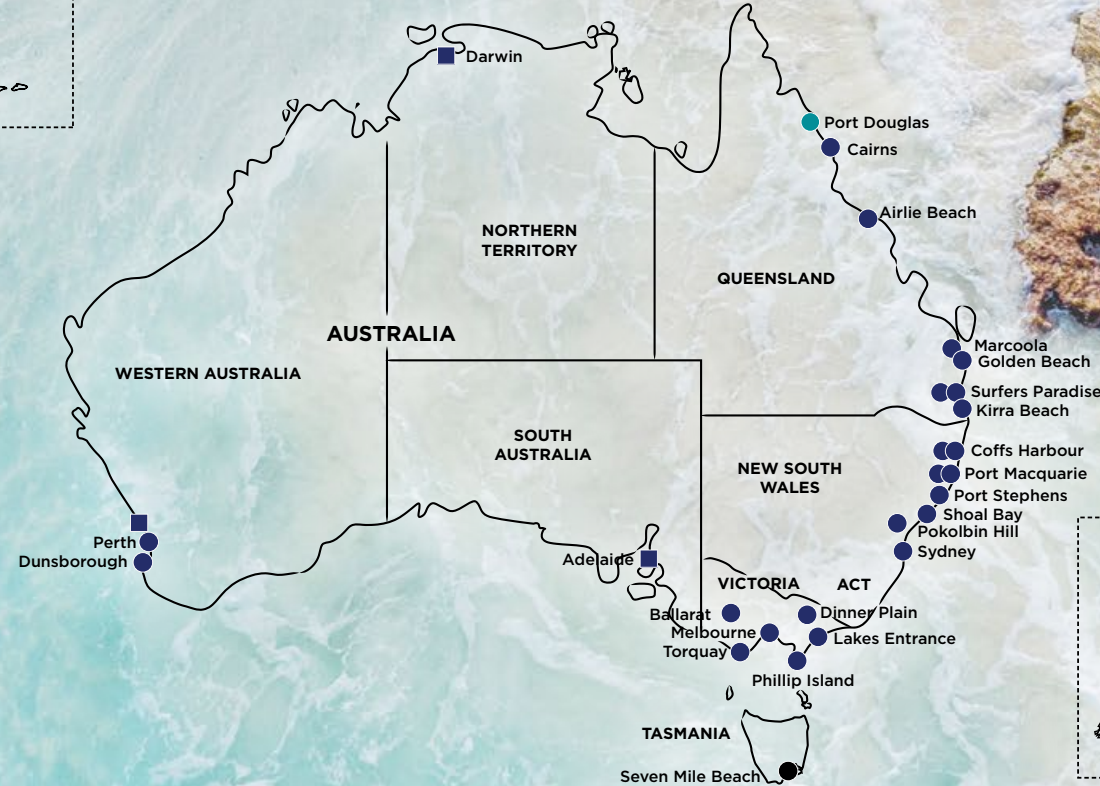 Darwin
Port Douglas
Cairns
Airlie Beach
NORTHERN
TERRITORY
QUEENSLAND
AUSTRALIA
WESTERN AUSTRALIA
Marcoola
Golden Beach
Surfers Paradise
Kirra Beach
SOUTH
AUSTRALIA
Coffs Harbour
NEW SOUTH
WALES
Port Macquarie
Port Stephens
Shoal Bay
Pokolbin Hill
Perth
Sydney
Dunsborough
Adelaide
VICTORIA
ACT
Ballarat
Dinner Plain
Melbourne
Lakes Entrance
Torquay
Phillip Island
TASMANIA
Seven Mile Beach